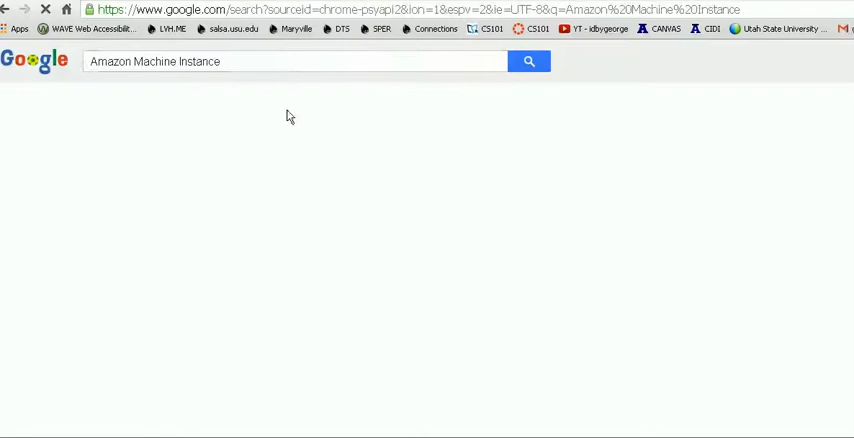 https://www.google.com/search?sourceid=chrome-psyapi2&ion=1&espv=2&ie=UTF-8&q=Amazon%20Machine%20Instance
Apps WAVE Web Accessibilit... LVH.ME salsa.usu.edu Maryville DTS SPER Connections CS101 CS101 YT - idbygeorge CANVAS CIDI Utah State University ...
Google Amazon Machine Instance